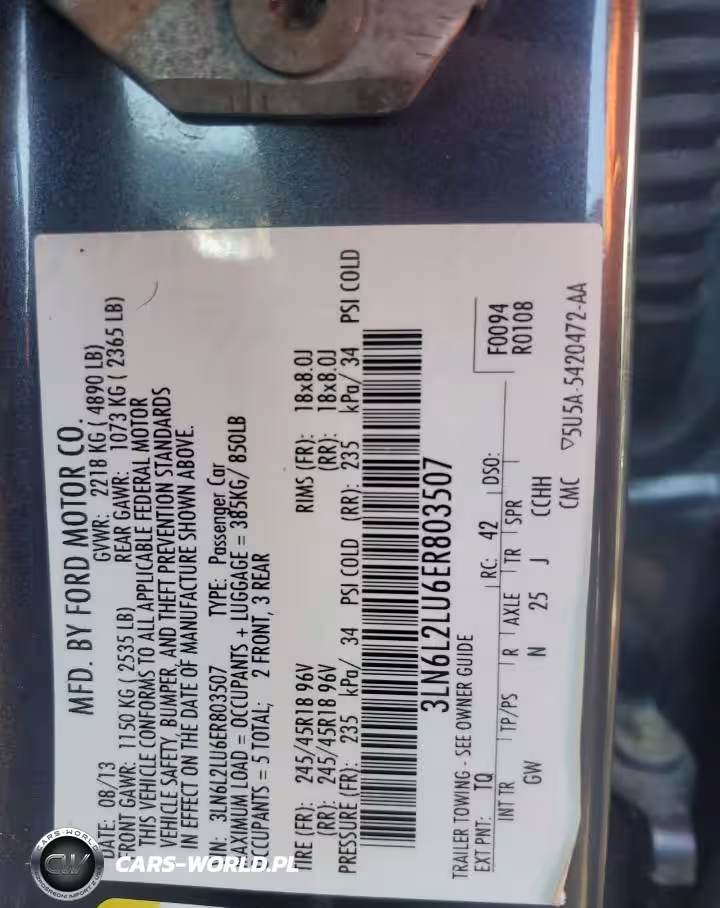 MFD. BY FORD MOTOR CO.
DATE: 08/13 GVWR: 2218 KG ( 4890 LB)
FRONT GAWR: 1150 KG ( 2535 LB) REAR GAWR: 1073 KG ( 2365 LB)
THIS VEHICLE CONFORMS TO ALL APPLICABLE FEDERAL MOTOR
VEHICLE SAFETY, BUMPER, AND THEFT PREVENTION STANDARDS
IN EFFECT ON THE DATE OF MANUFACTURE SHOWN ABOVE.
VIN: 3LN6L2LU6ER803507 TYPE: Passenger Car
MAXIMUM LOAD = OCCUPANTS + LUGGAGE = 385KG/ 850LB
OCCUPANTS = 5 TOTAL; 2 FRONT, 3 REAR
TIRE (FR): 245/45R18 96V RIMS (FR): 18x8.0J
(RR): 245/45R18 96V (RR): 18x8.0J
PRESSURE (FR): 235 kPa/ 34 PSI COLD (RR): 235 kPa/ 34 PSI COLD
3LN6L2LU6ER803507
TRAILER TOWING - SEE OWNER GUIDE
EXT PNT: TQ RC: 42 DSO: F0094
R0108
INT TR TP/PS R AXLE TR SPR
GW N 25 J CCHH
CMC ▽5U5A-5420472-AA
CARS-WORLD
CW
CARS-WORLD.PL